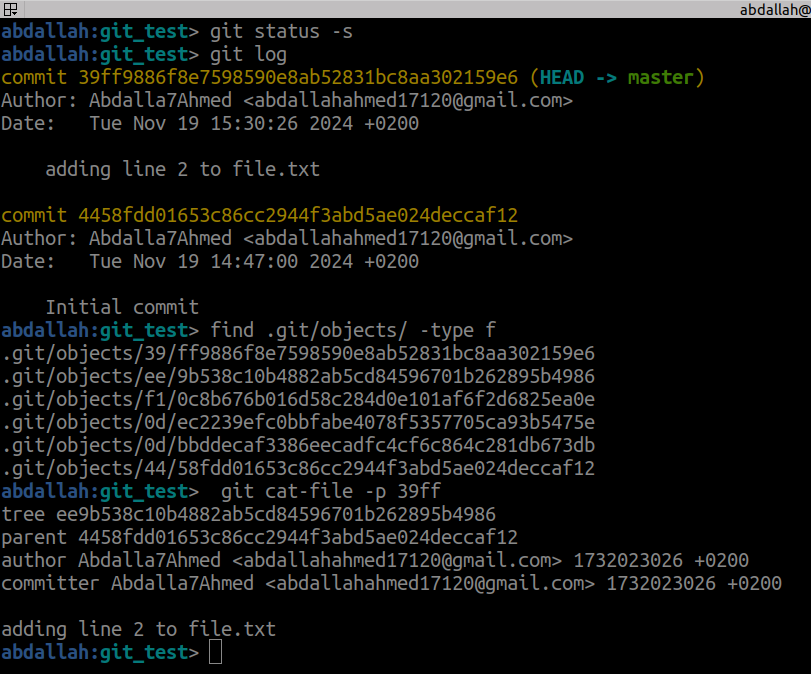 abdallah@
abdallah:git_test> git status -s
abdallah:git_test> git log
commit 39ff9886f8e7598590e8ab52831bc8aa302159e6 (HEAD -> master)
Author: Abdalla7Ahmed <abdallahahmed17120@gmail.com>
Date:   Tue Nov 19 15:30:26 2024 +0200
    adding line 2 to file.txt
commit 4458fdd01653c86cc2944f3abd5ae024deccaf12
Author: Abdalla7Ahmed <abdallahahmed17120@gmail.com>
Date:   Tue Nov 19 14:47:00 2024 +0200
    Initial commit
abdallah:git_test> find .git/objects/ -type f
.git/objects/39/ff9886f8e7598590e8ab52831bc8aa302159e6
.git/objects/ee/9b538c10b4882ab5cd84596701b262895b4986
.git/objects/f1/0c8b676b016d58c284d0e101af6f2d6825ea0e
.git/objects/0d/ec2239efc0bbfabe4078f5357705ca93b5475e
.git/objects/0d/bbddecaf3386eecadfc4cf6c864c281db673db
.git/objects/44/58fdd01653c86cc2944f3abd5ae024deccaf12
abdallah:git_test>  git cat-file -p 39ff
tree ee9b538c10b4882ab5cd84596701b262895b4986
parent 4458fdd01653c86cc2944f3abd5ae024deccaf12
author Abdalla7Ahmed <abdallahahmed17120@gmail.com> 1732023026 +0200
committer Abdalla7Ahmed <abdallahahmed17120@gmail.com> 1732023026 +0200
adding line 2 to file.txt
abdallah:git_test>